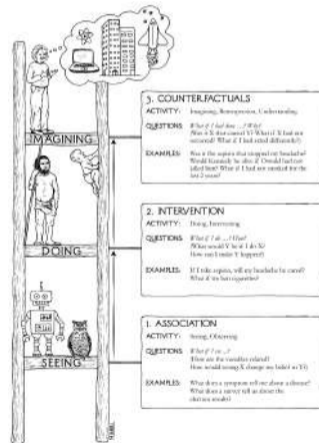 3. COUNTERFACTUALS
ACTIVITY: Imagining, Retrospection, Understanding
QUESTIONS: What if I had done ...? Why?
(Was it X that caused Y? What if X had not
occurred? What if I had acted differently?)
EXAMPLES: Was it the aspirin that stopped my headache?
Would Kennedy be alive if Oswald had not
killed him? What if I had not smoked for the
last 2 years?
IMAGINING
2. INTERVENTION
ACTIVITY: Doing, Intervening
QUESTIONS: What if I do ...? How?
(What would Y be if I do X?
How can I make Y happen?)
EXAMPLES: If I take aspirin, will my headache be cured?
What if we ban cigarettes?
DOING
1. ASSOCIATION
ACTIVITY: Seeing, Observing
QUESTIONS: What if I see ...?
(How are the variables related?
How would seeing X change my belief in Y?)
EXAMPLES: What does a symptom tell me about a disease?
What does a survey tell us about the
election results?
SEEING